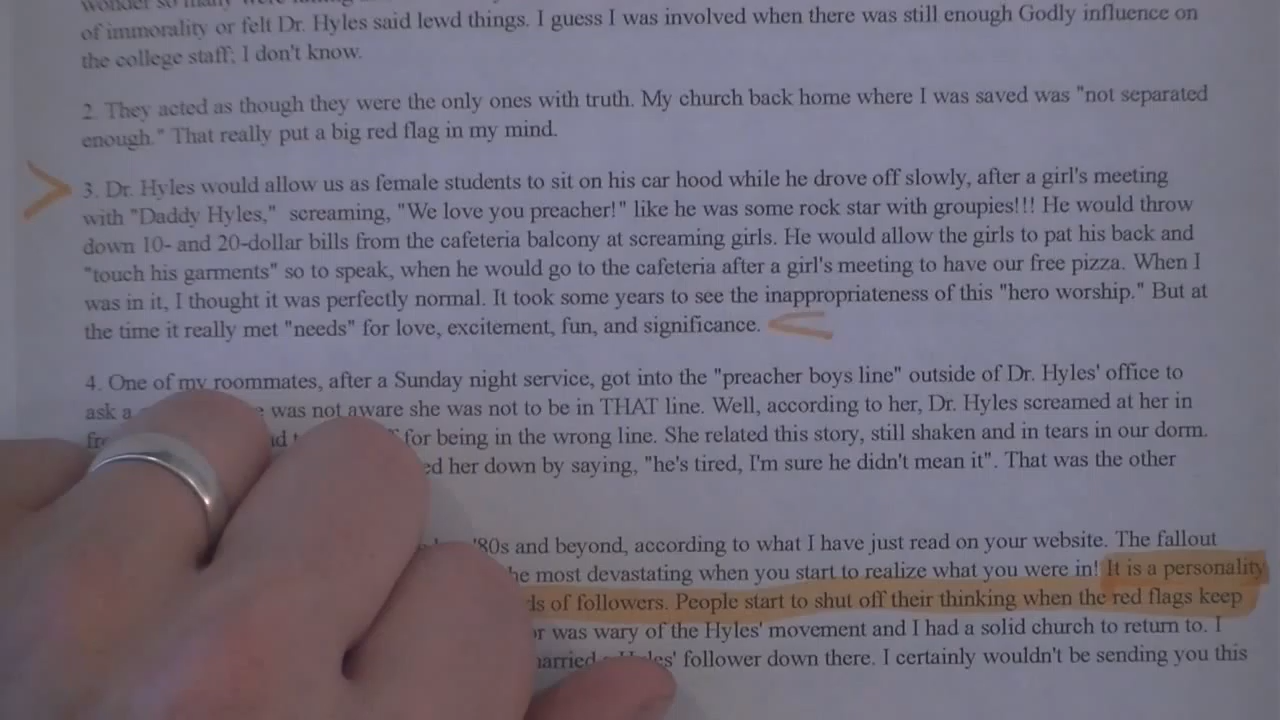 of immorality or felt Dr. Hyles said lewd things. I guess I was involved when there was still enough Godly influence on
the college staff; I don't know.
2. They acted as though they were the only ones with truth. My church back home where I was saved was "not separated
enough." That really put a big red flag in my mind.
3. Dr. Hyles would allow us as female students to sit on his car hood while he drove off slowly, after a girl's meeting
with "Daddy Hyles," screaming, "We love you preacher!" like he was some rock star with groupies!!! He would throw
down 10- and 20-dollar bills from the cafeteria balcony at screaming girls. He would allow the girls to pat his back and
"touch his garments" so to speak, when he would go to the cafeteria after a girl's meeting to have our free pizza. When I
was in it, I thought it was perfectly normal. It took some years to see the inappropriateness of this "hero worship." But at
the time it really met "needs" for love, excitement, fun, and significance.
4. One of my roommates, after a Sunday night service, got into the "preacher boys line" outside of Dr. Hyles' office to
ask a was not aware she was not to be in THAT line. Well, according to her, Dr. Hyles screamed at her in
for being in the wrong line. She related this story, still shaken and in tears in our dorm.
her down by saying, "he's tired, I'm sure he didn't mean it". That was the other
'80s and beyond, according to what I have just read on your website. The fallout
most devastating when you start to realize what you were in! It is a personality
of followers. People start to shut off their thinking when the red flags keep
was wary of the Hyles' movement and I had a solid church to return to. I
follower down there. I certainly wouldn't be sending you this